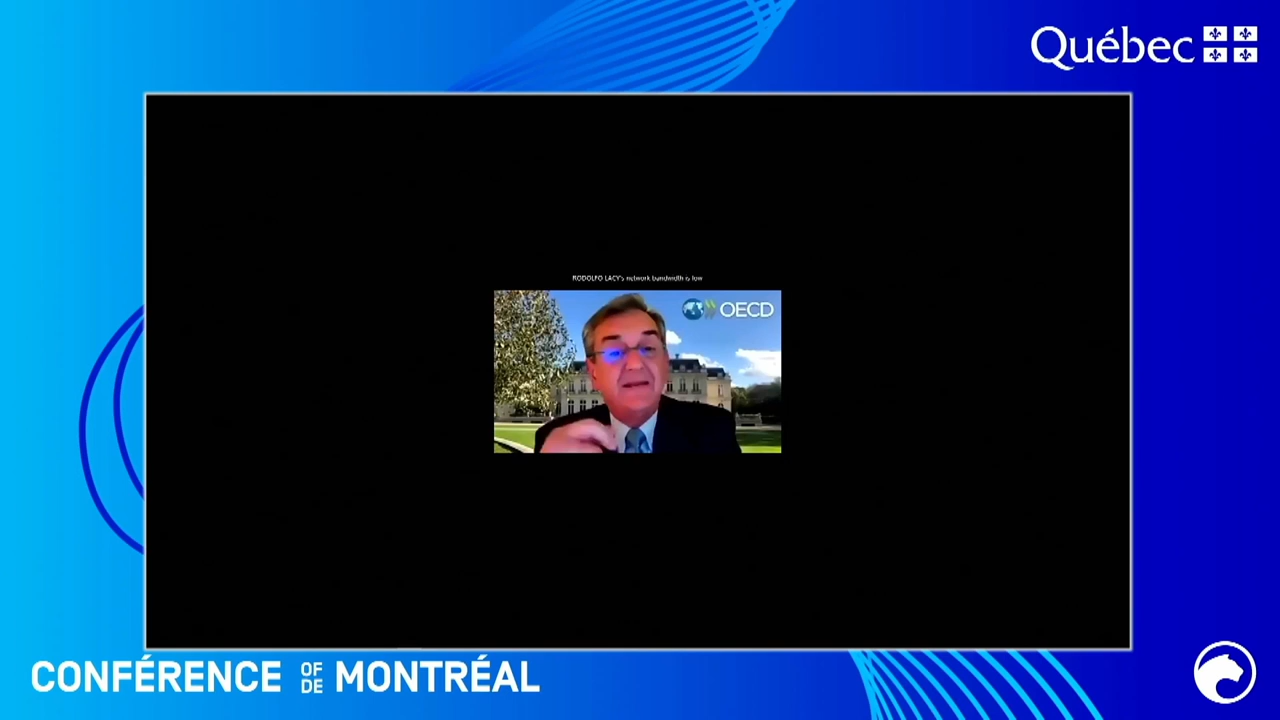 Québec
RODOLFO LACY's network bandwidth is low
OECD
CONFÉRENCE OF DE MONTRÉAL